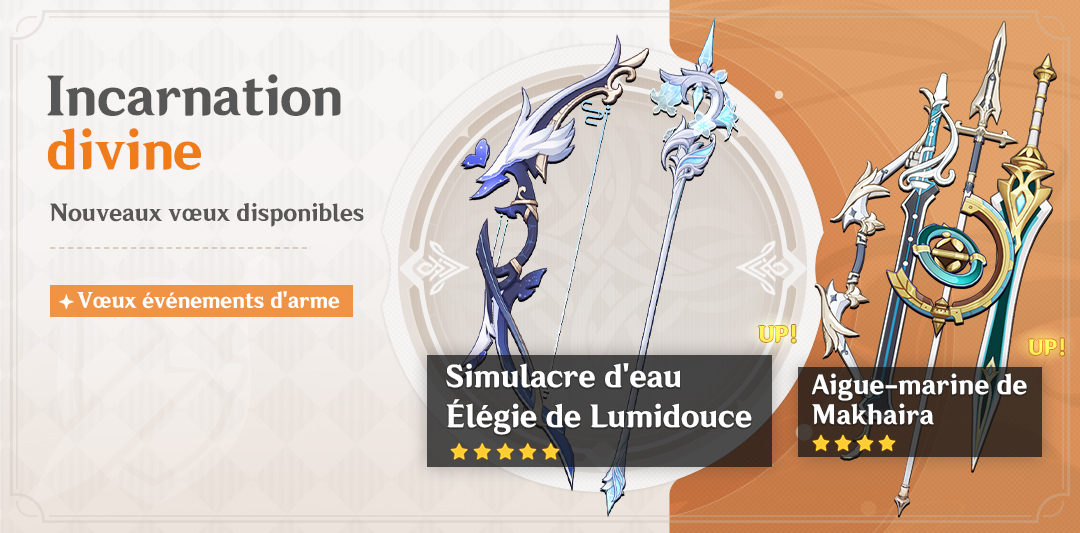 Incarnation
divine
Nouveaux vœux disponibles
Vœux événements d'arme
UP!
Simulacre d'eau
Élégie de Lumidouce
UP!
Aigue-marine de
Makhaira